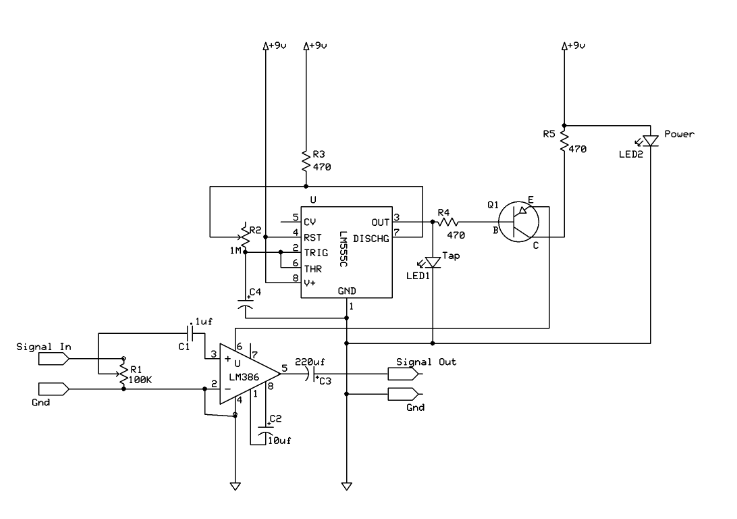 +9v
+9v
+9v
R3
470
R5
470
Power
LED2
U
R2
1M
5
CV
4
RST
2
TRIG
6
THR
8
V+
LM555C
OUT
3
DISCHG
7
GND
1
R4
470
Q1
E
B
C
Tap
LED1
C4
.1uf
C1
Signal In
R1
100K
Gnd
6
7
3
+
U
LM386
2
-
5
8
1
4
220uf
C3
C2
10uf
Signal Out
Gnd